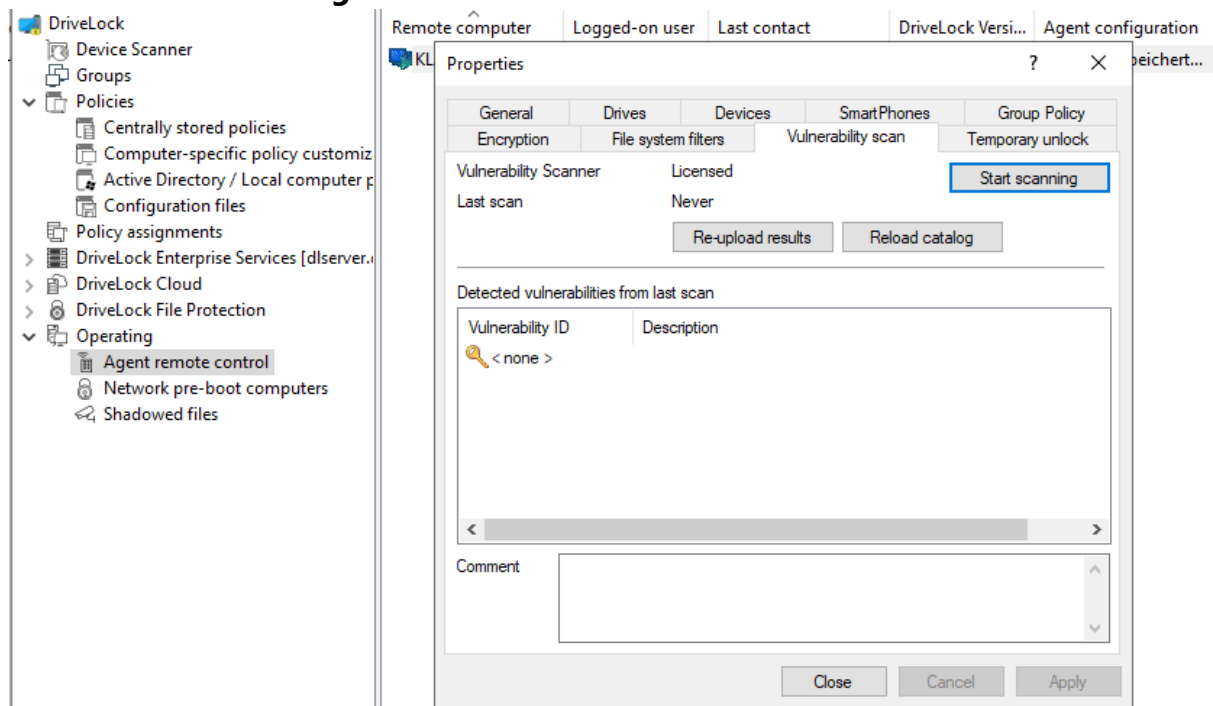 DriveLock
Device Scanner
Groups
Policies
Centrally stored policies
Computer-specific policy customiz
Active Directory / Local computer p
Configuration files
Policy assignments
DriveLock Enterprise Services [dlserver.
DriveLock Cloud
DriveLock File Protection
Operating
Agent remote control
Network pre-boot computers
Shadowed files
Remote computer Logged-on user Last contact DriveLock Versi... Agent configuration
KL
peichert...
Properties ? ×
General Drives Devices SmartPhones Group Policy
Encryption File system filters Vulnerability scan Temporary unlock
Vulnerability Scanner Licensed Start scanning
Last scan Never
Re-upload results Reload catalog
Detected vulnerabilities from last scan
Vulnerability ID Description
< none >
Comment
Close Cancel Apply